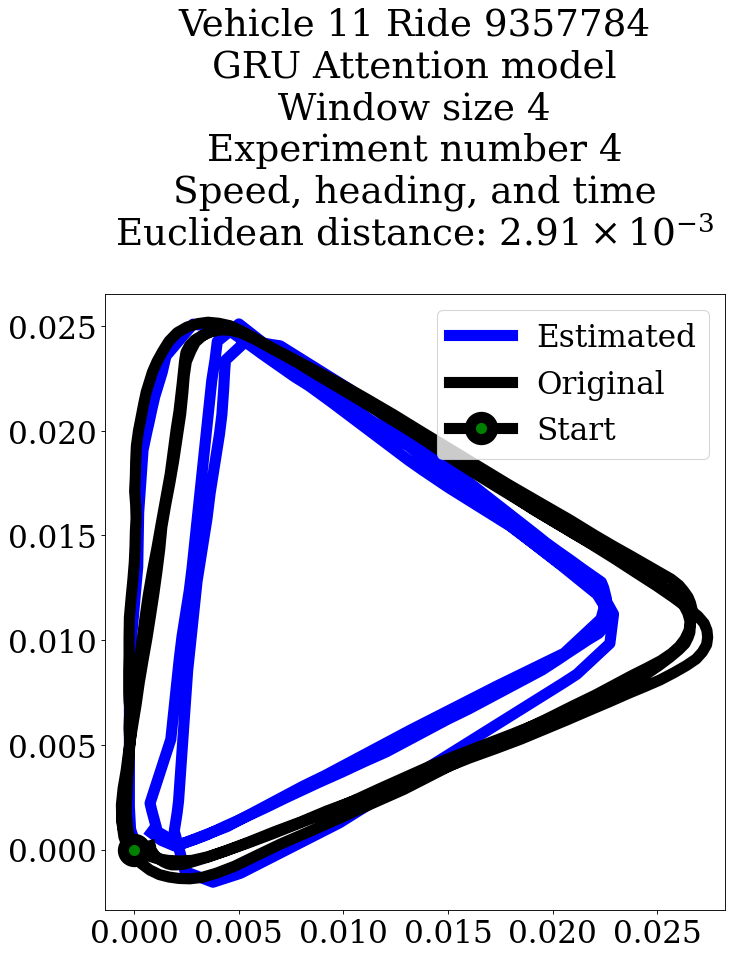 Vehicle 11 Ride 9357784
GRU Attention model
Window size 4
Experiment number 4
Speed, heading, and time
Euclidean distance: 2.91 × 10⁻³
Estimated
Original
Start
0.025
0.020
0.015
0.010
0.005
0.000
0.000 0.005 0.010 0.015 0.020 0.025